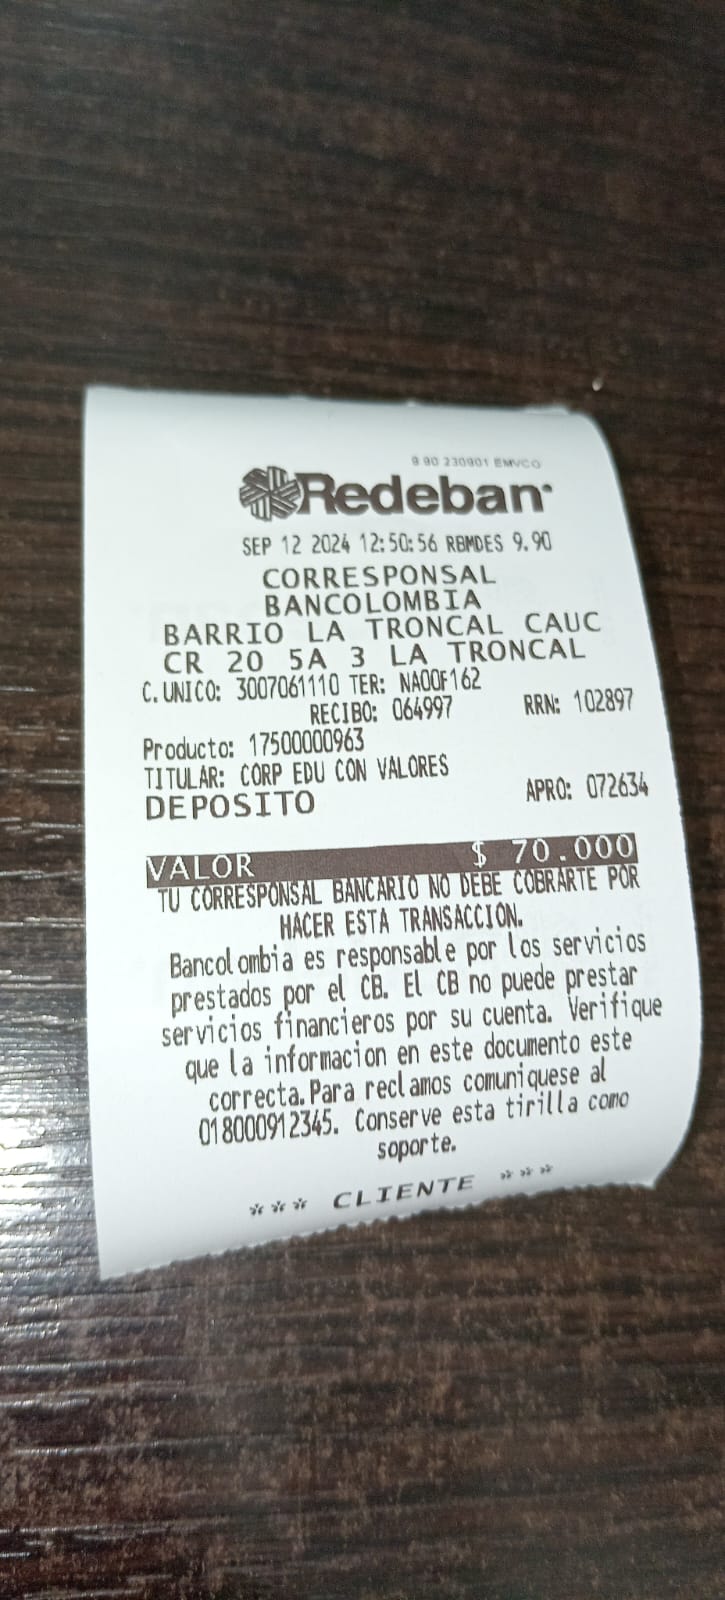 9.90 230901 EMVCO
Redeban
SEP 12 2024 12:50:56 RBMDES 9.90
CORRESPONSAL
BANCOLOMBIA
BARRIO LA TRONCAL CAUC
CR 20 5A 3 LA TRONCAL
C.UNICO: 3007061110 TER: NA00F162
RECIBO: 064997 RRN: 102897
Producto: 17500000963
TITULAR: CORP EDU CON VALORES
DEPOSITO APRO: 072634
VALOR $ 70.000
TU CORRESPONSAL BANCARIO NO DEBE COBRARTE POR
HACER ESTA TRANSACCION.
Bancolombia es responsable por los servicios
prestados por el CB. El CB no puede prestar
servicios financieros por su cuenta. Verifique
que la informacion en este documento este
correcta.Para reclamos comuniquese al
018000912345. Conserve esta tirilla como
soporte.
*** CLIENTE ***